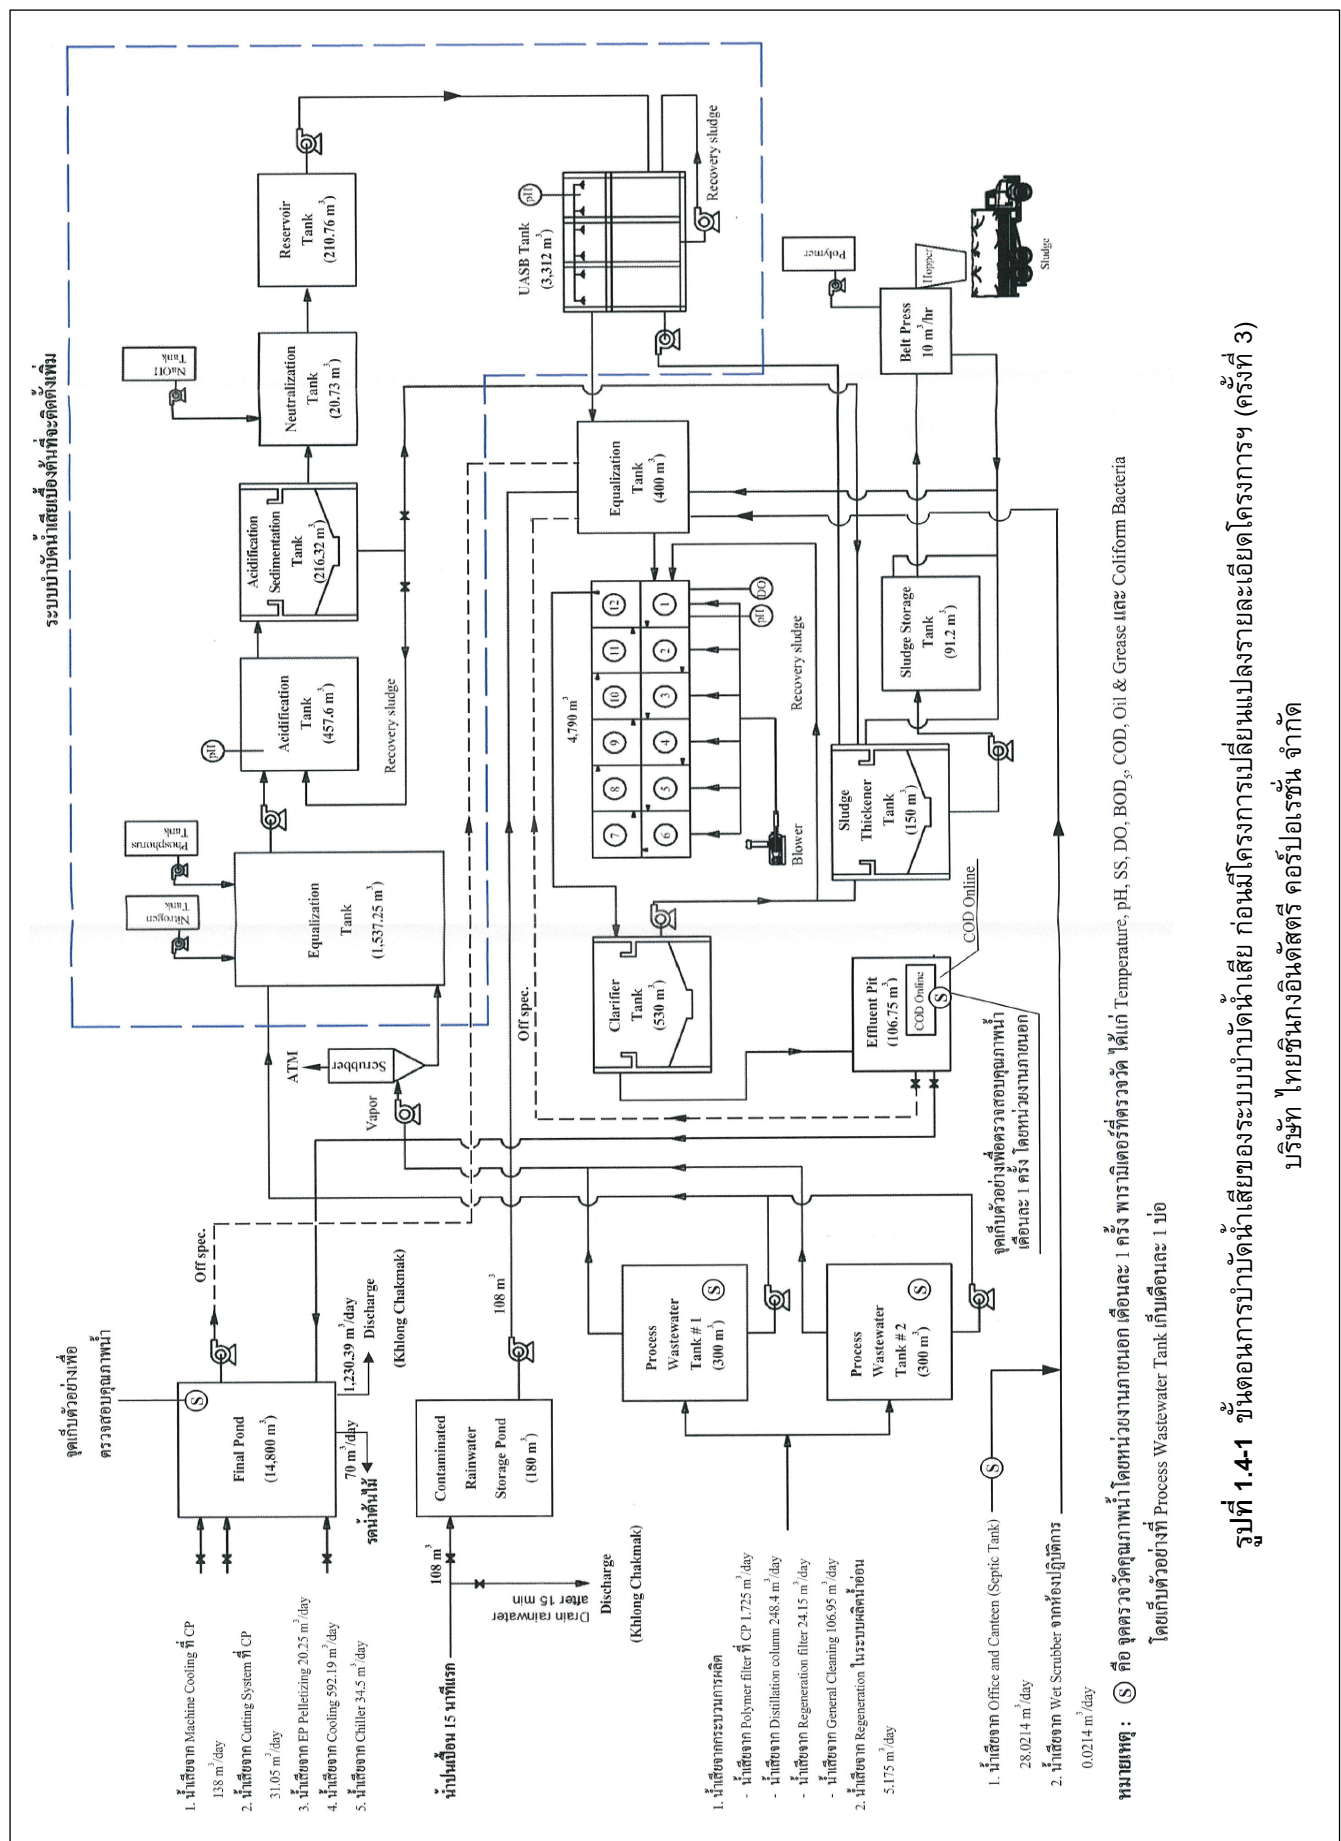 ระบบบำบัดน้ำเสียเบื้องต้นที่จะติดตั้งเพิ่ม
Nitrogen
Tank
Phosphorus
Tank
NaOH
Tank
Equalization
Tank
(1,537.25 m³)
pH
Acidification
Tank
(457.6 m³)
Acidification
Sedimentation
Tank
(216.32 m³)
Neutralization
Tank
(20.73 m³)
Reservoir
Tank
(210.76 m³)
Recovery sludge
UASB Tank
(3,312 m³)
pH
Recovery sludge
จุดเก็บตัวอย่างเพื่อ
ตรวจสอบคุณภาพน้ำ
S
Final Pond
(14,800 m³)
Off spec.
1,230.39 m³/day
Discharge
(Khlong Chakmak)
70 m³/day
รดน้ำต้นไม้
ATM
Scrubber
Vapor
1. น้ำเสียจาก Machine Cooling ที่ CP
138 m³/day
2. น้ำเสียจาก Cutting System ที่ CP
31.05 m³/day
3. น้ำเสียจาก EP Pelletizing 20.25 m³/day
4. น้ำเสียจาก Cooling 592.19 m³/day
5. น้ำเสียจาก Chiller 34.5 m³/day
น้ำปนเปื้อน 15 นาทีแรก
108 m³
Contaminated
Rainwater
Storage Pond
(180 m³)
108 m³
Drain rainwater
after 15 min
Discharge
(Khlong Chakmak)
Off spec.
Equalization
Tank
(400 m³)
4,790 m³
7
8
9
10
11
12
6
5
4
3
2
1
pH
DO
Blower
Recovery sludge
Clarifier
Tank
(530 m³)
Effluent Pit
(106.75 m³)
COD Online
S
COD Online
จุดเก็บตัวอย่างเพื่อตรวจสอบคุณภาพน้ำ
เดือนละ 1 ครั้ง โดยหน่วยงานภายนอก
Sludge
Thickener
Tank
(150 m³)
Sludge Storage
Tank
(91.2 m³)
Belt Press
10 m³/hr
Polymer
Hopper
Sludge
Process
Wastewater
Tank # 1
(300 m³)
S
Process
Wastewater
Tank # 2
(300 m³)
S
1. น้ำเสียจากกระบวนการผลิต
- น้ำเสียจาก Polymer filter ที่ CP 1.725 m³/day
- น้ำเสียจาก Distillation column 248.4 m³/day
- น้ำเสียจาก Regeneration filter 24.15 m³/day
- น้ำเสียจาก General Cleaning 106.95 m³/day
2. น้ำเสียจาก Regeneration ในระบบผลิตน้ำอ่อน
5.175 m³/day
1. น้ำเสียจาก Office and Canteen (Septic Tank)
S
28.0214 m³/day
2. น้ำเสียจาก Wet Scrubber จากห้องปฏิบัติการ
0.0214 m³/day
หมายเหตุ : S คือ จุดตรวจวัดคุณภาพน้ำโดยหน่วยงานภายนอก เดือนละ 1 ครั้ง พารามิเตอร์ที่ตรวจวัด ได้แก่ Temperature, pH, SS, DO, BOD₅, COD, Oil & Grease และ Coliform Bacteria
โดยเก็บตัวอย่างที่ Process Wastewater Tank เก็บเดือนละ 1 บ่อ
รูปที่ 1.4-1 ขั้นตอนการบำบัดน้ำเสียของระบบบำบัดน้ำเสีย ก่อนมีโครงการเปลี่ยนแปลงรายละเอียดโครงการฯ (ครั้งที่ 3)
บริษัท ไทยชินกงอินดัสตรี คอร์ปอเรชั่น จำกัด